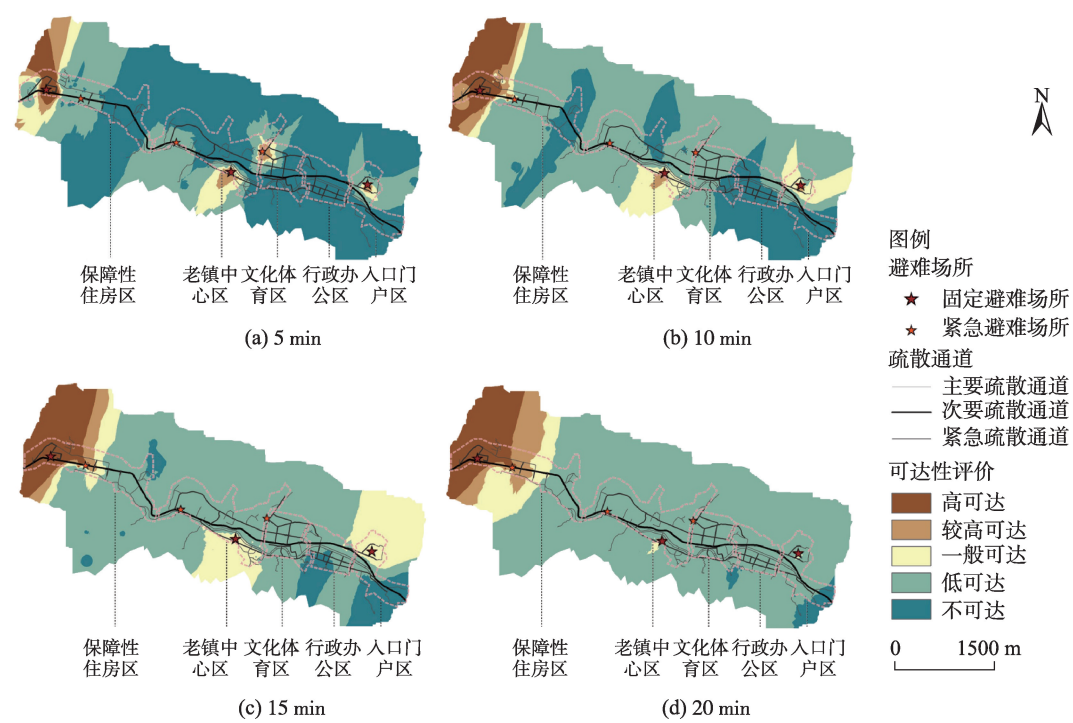 N
保障性
住房区
老镇中
心区
文化体
育区
行政办
公区
入口门
户区
(a) 5 min
保障性
住房区
老镇中
心区
文化体
育区
行政办
公区
入口门
户区
(b) 10 min
保障性
住房区
老镇中
心区
文化体
育区
行政办
公区
入口门
户区
(c) 15 min
保障性
住房区
老镇中
心区
文化体
育区
行政办
公区
入口门
户区
(d) 20 min
图例
避难场所
固定避难场所
紧急避难场所
疏散通道
主要疏散通道
次要疏散通道
紧急疏散通道
可达性评价
高可达
较高可达
一般可达
低可达
不可达
0 1500 m